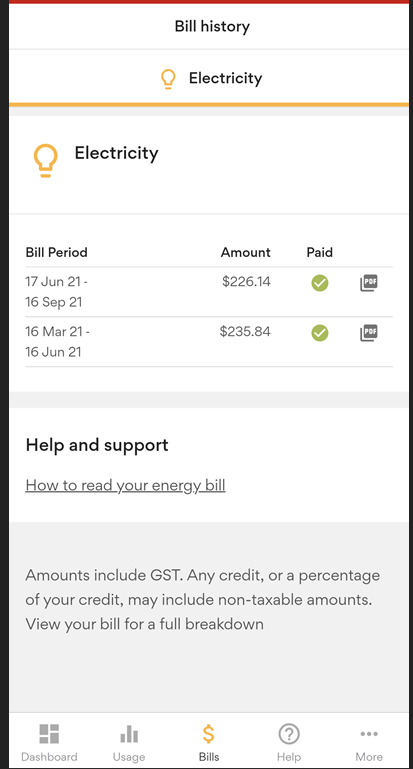 Bill history
Electricity
Electricity
Bill Period Amount Paid
17 Jun 21 - $226.14 PDF
16 Sep 21
16 Mar 21 - $235.84 PDF
16 Jun 21
Help and support
How to read your energy bill
Amounts include GST. Any credit, or a percentage
of your credit, may include non-taxable amounts.
View your bill for a full breakdown
Dashboard Usage Bills Help More